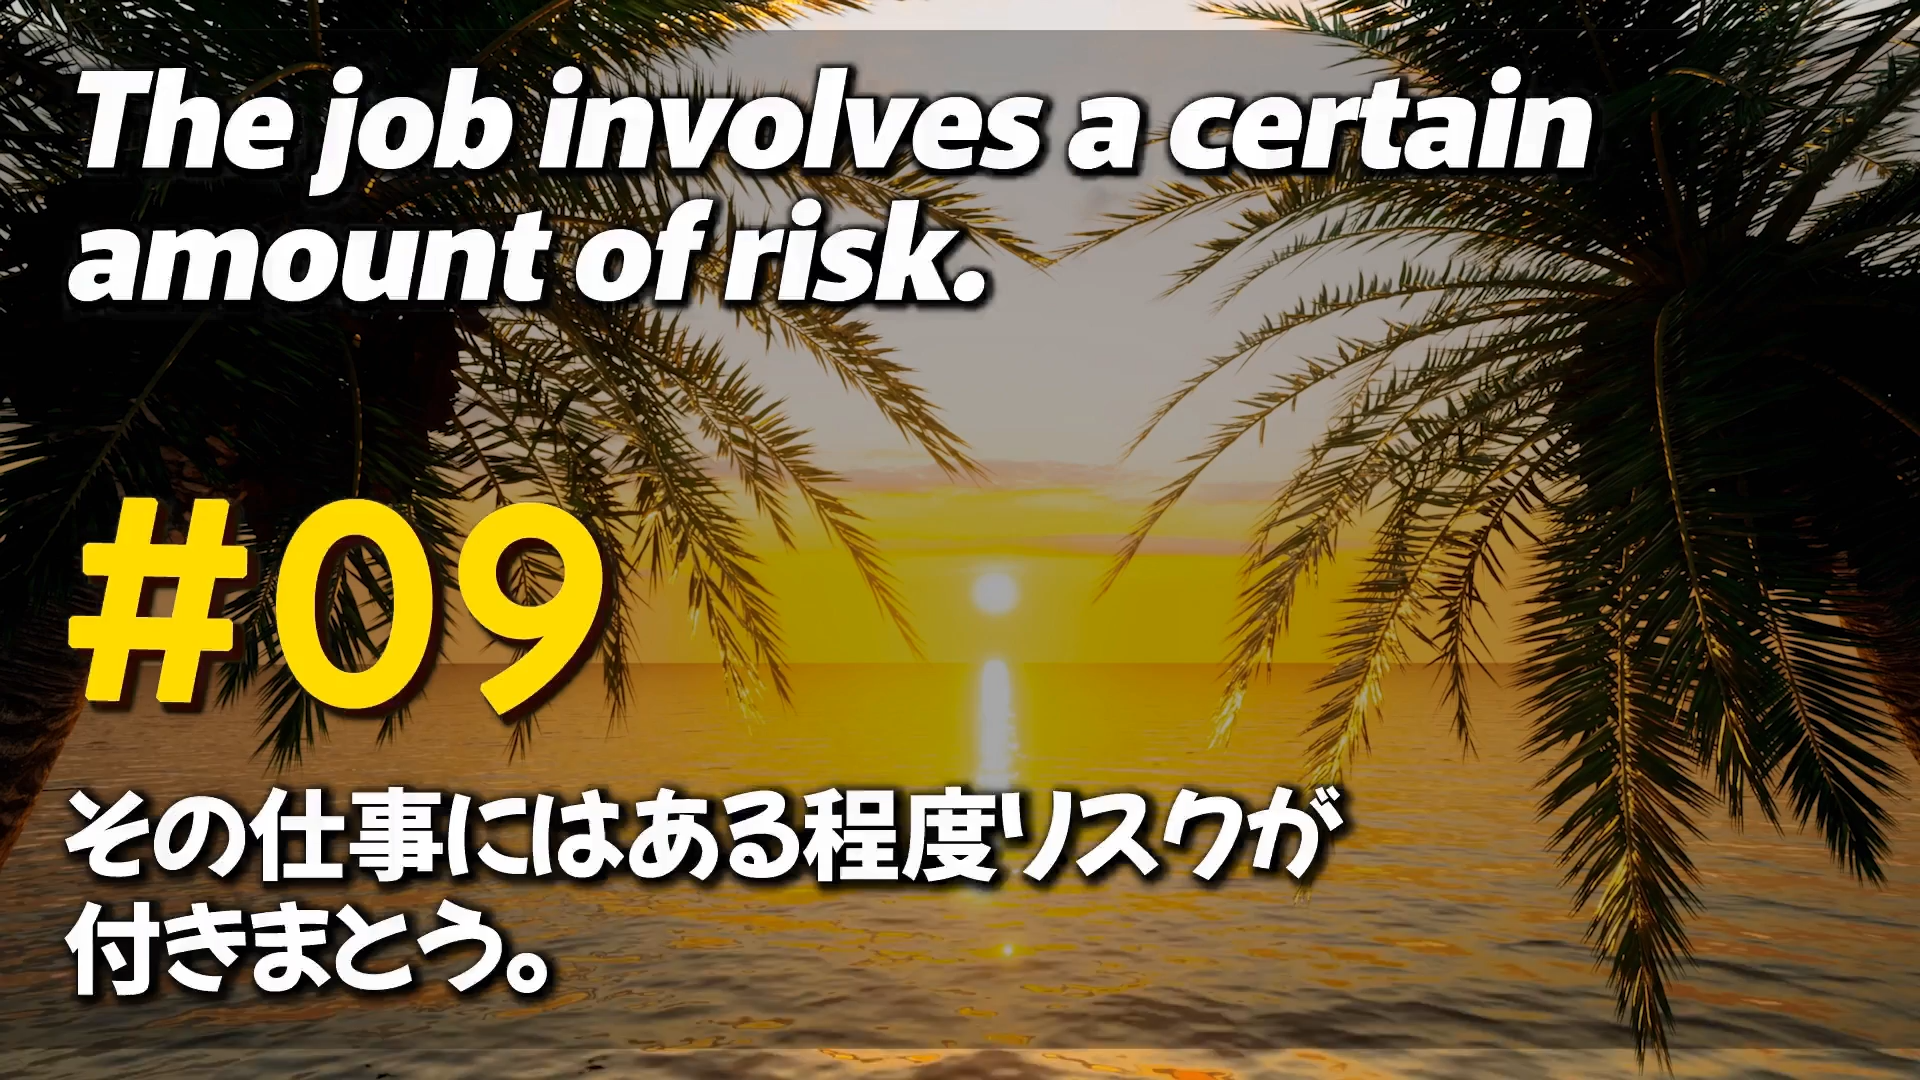 The job involves a certain
amount of risk.
#09
その仕事にはある程度リスクが
付きまとう。